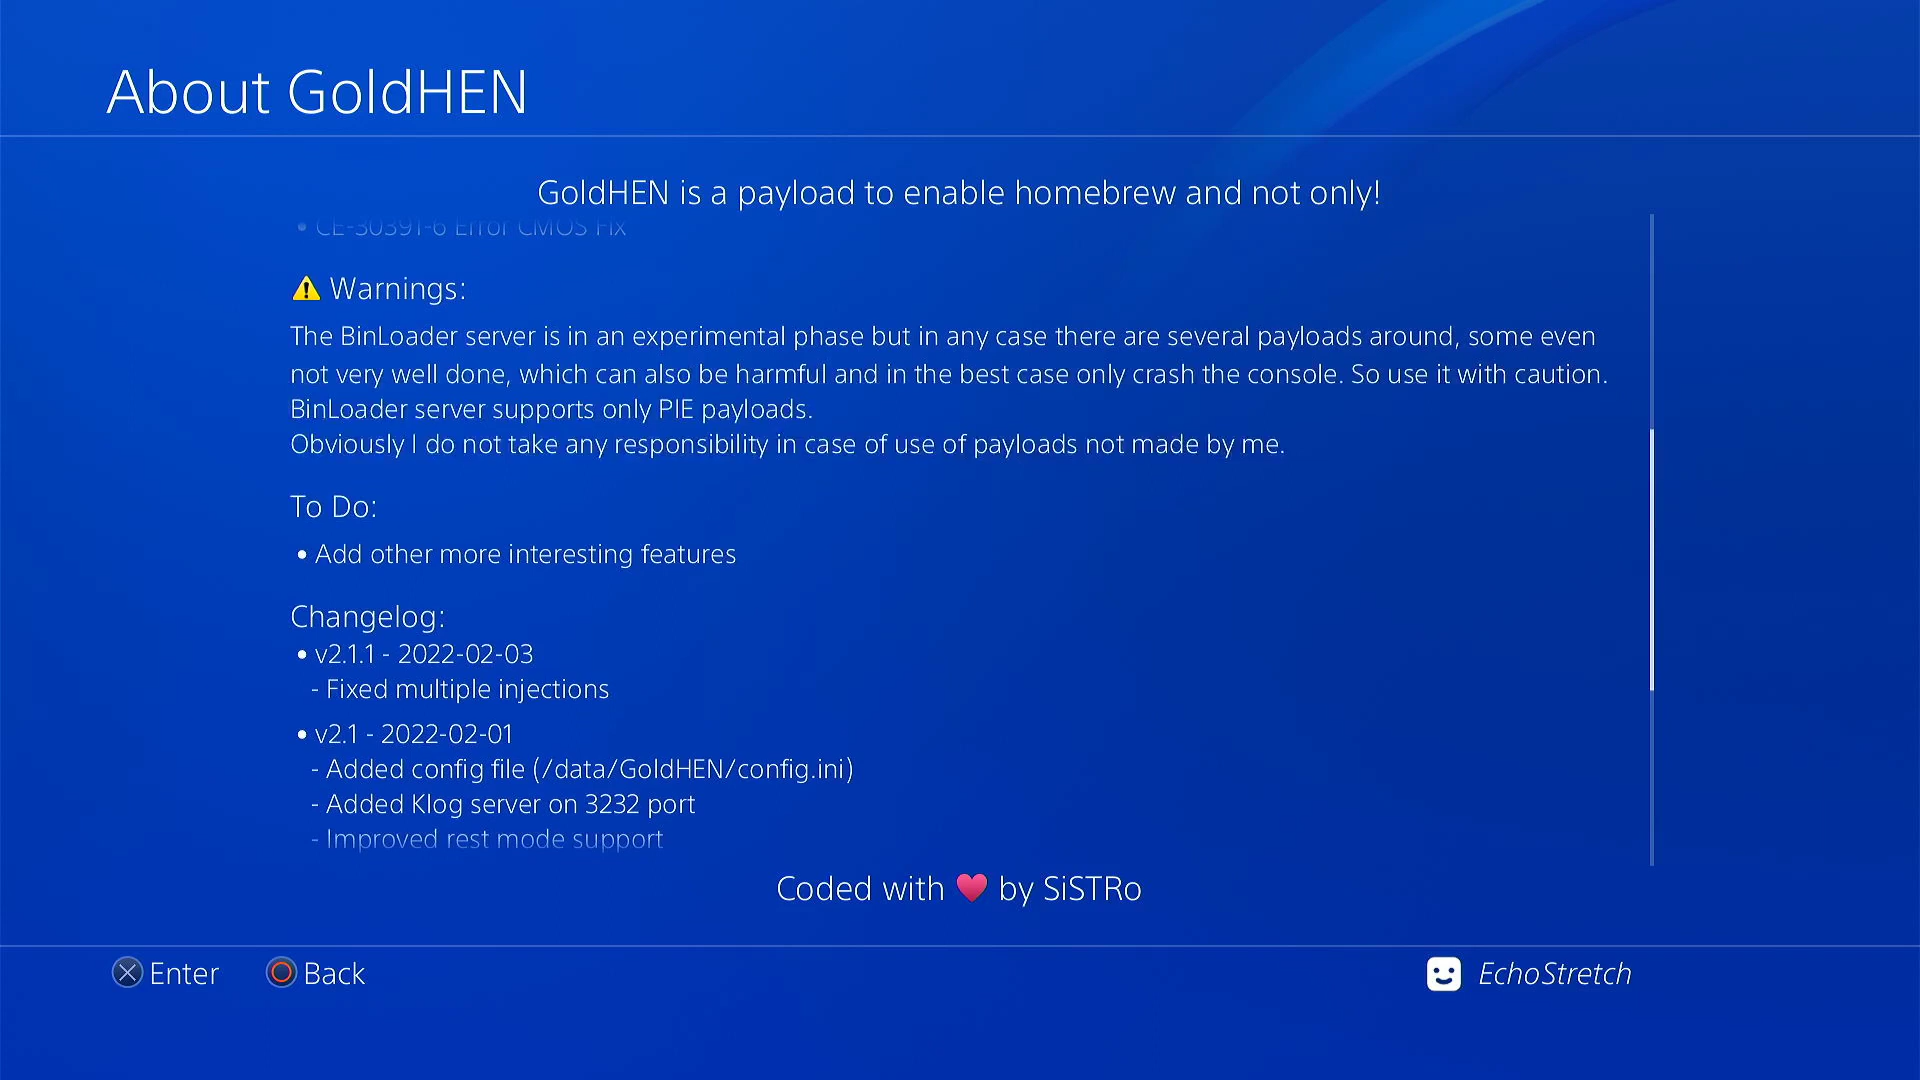 About GoldHEN
GoldHEN is a payload to enable homebrew and not only!
• CE-30391-6 Error CMOS Fix
⚠ Warnings:
The BinLoader server is in an experimental phase but in any case there are several payloads around, some even
not very well done, which can also be harmful and in the best case only crash the console. So use it with caution.
BinLoader server supports only PIE payloads.
Obviously I do not take any responsibility in case of use of payloads not made by me.
To Do:
• Add other more interesting features
Changelog:
• v2.1.1 - 2022-02-03
- Fixed multiple injections
• v2.1 - 2022-02-01
- Added config file (/data/GoldHEN/config.ini)
- Added Klog server on 3232 port
- Improved rest mode support
Coded with ♥ by SiSTRo
Enter Back
EchoStretch